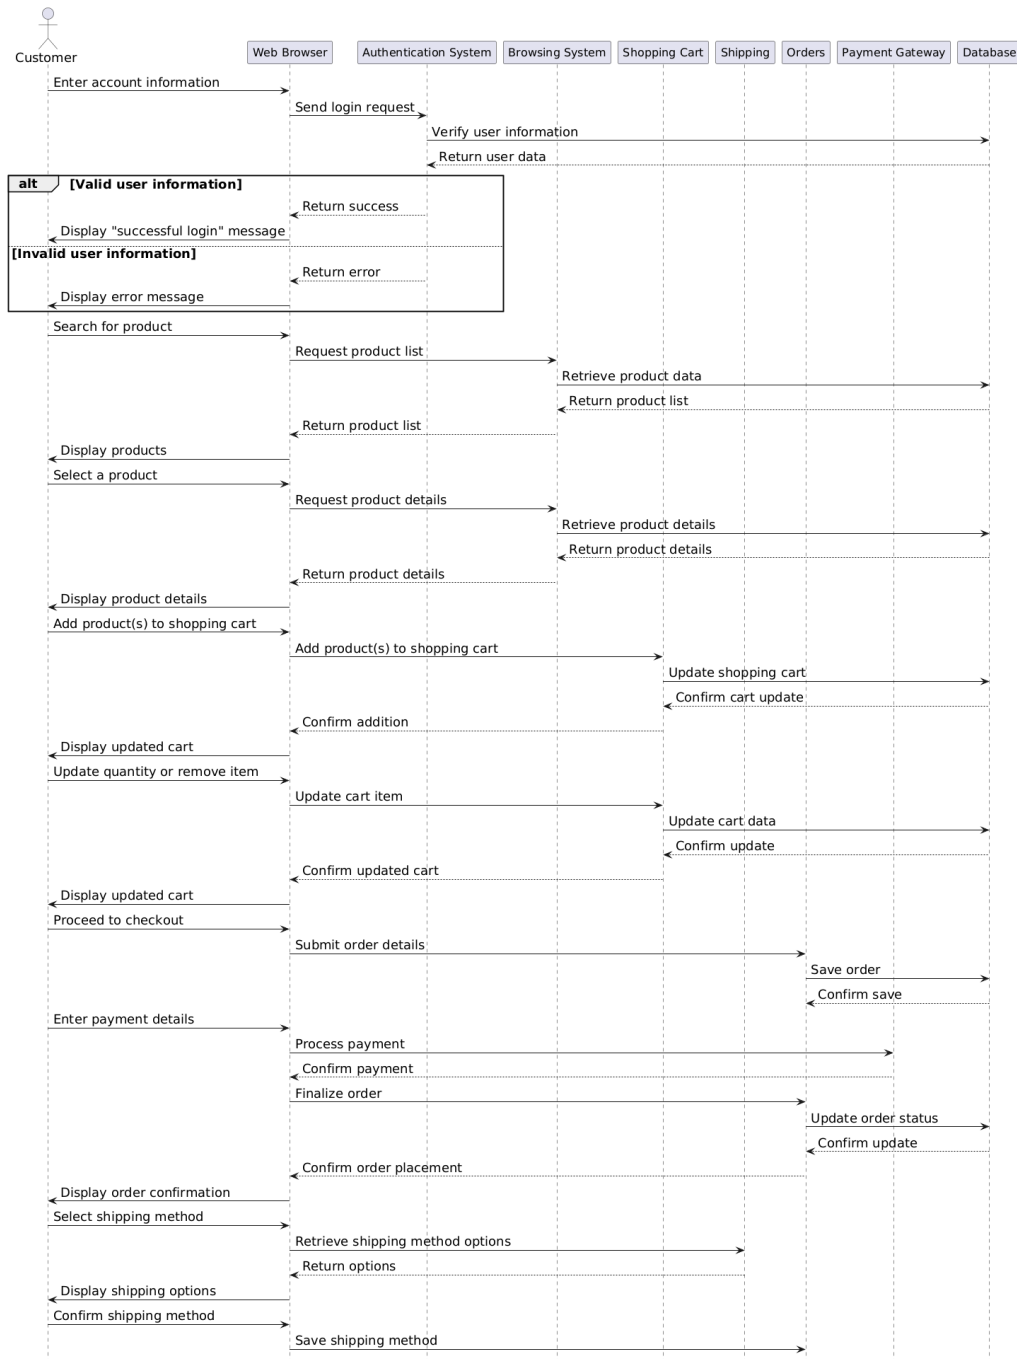 Customer
Web Browser
Authentication System
Browsing System
Shopping Cart
Shipping
Orders
Payment Gateway
Database
Enter account information
Send login request
Verify user information
Return user data
alt [Valid user information]
Return success
Display "successful login" message
[Invalid user information]
Return error
Display error message
Search for product
Request product list
Retrieve product data
Return product list
Return product list
Display products
Select a product
Request product details
Retrieve product details
Return product details
Return product details
Display product details
Add product(s) to shopping cart
Add product(s) to shopping cart
Update shopping cart
Confirm cart update
Confirm addition
Display updated cart
Update quantity or remove item
Update cart item
Update cart data
Confirm update
Confirm updated cart
Display updated cart
Proceed to checkout
Submit order details
Save order
Confirm save
Enter payment details
Process payment
Confirm payment
Finalize order
Update order status
Confirm update
Confirm order placement
Display order confirmation
Select shipping method
Retrieve shipping method options
Return options
Display shipping options
Confirm shipping method
Save shipping method